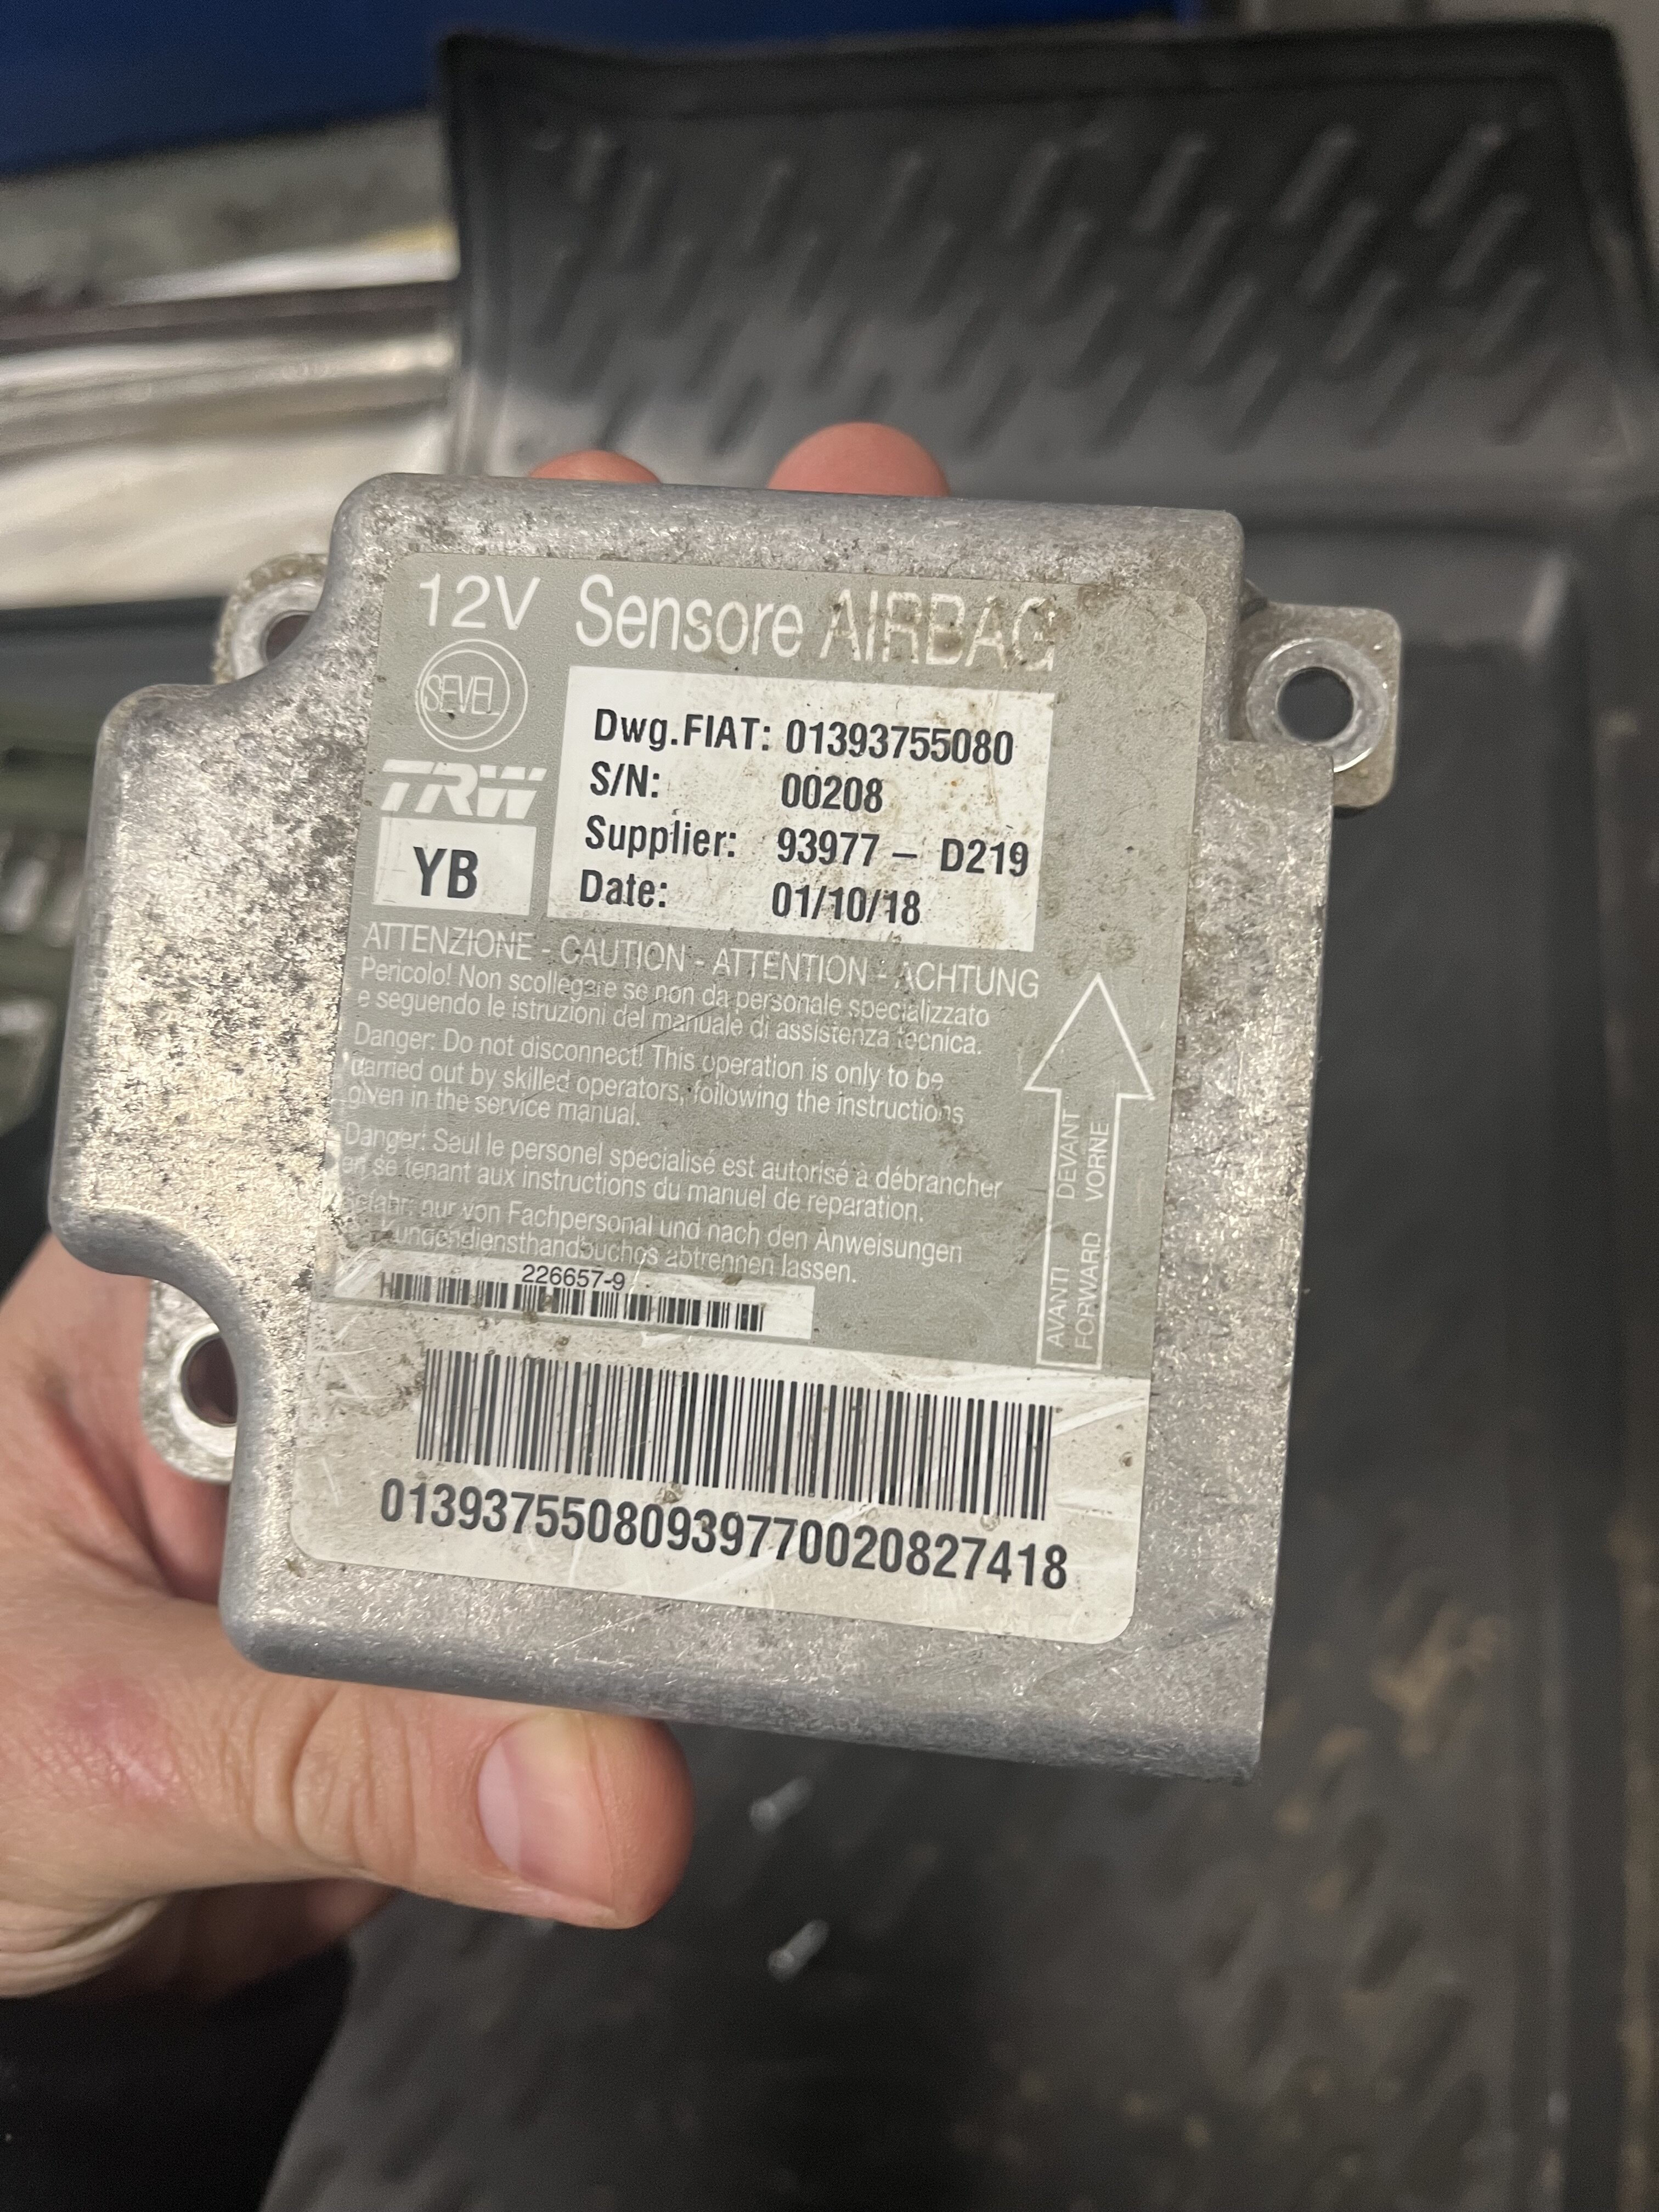 12V Sensore AIRBAG
SEVEL
TRW
YB
Dwg.FIAT: 01393755080
S/N: 00208
Supplier: 93977 - D219
Date: 01/10/18
ATTENZIONE - CAUTION - ATTENTION - ACHTUNG
Pericolo! Non scollegare se non da personale specializzato
e seguendo le istruzioni del manuale di assistenza tecnica.
Danger: Do not disconnect! This operation is only to be
carried out by skilled operators, following the instructions
given in the service manual.
Danger: Seul le personel specialisé est autorisé à débrancher
en se tenant aux instructions du manuel de reparation.
Gefahr: nur von Fachpersonal und nach den Anweisungen
abtrennen lassen.
AVANTI DEVANT
FORWARD VORNE
226657-9
01393755080939770020827418